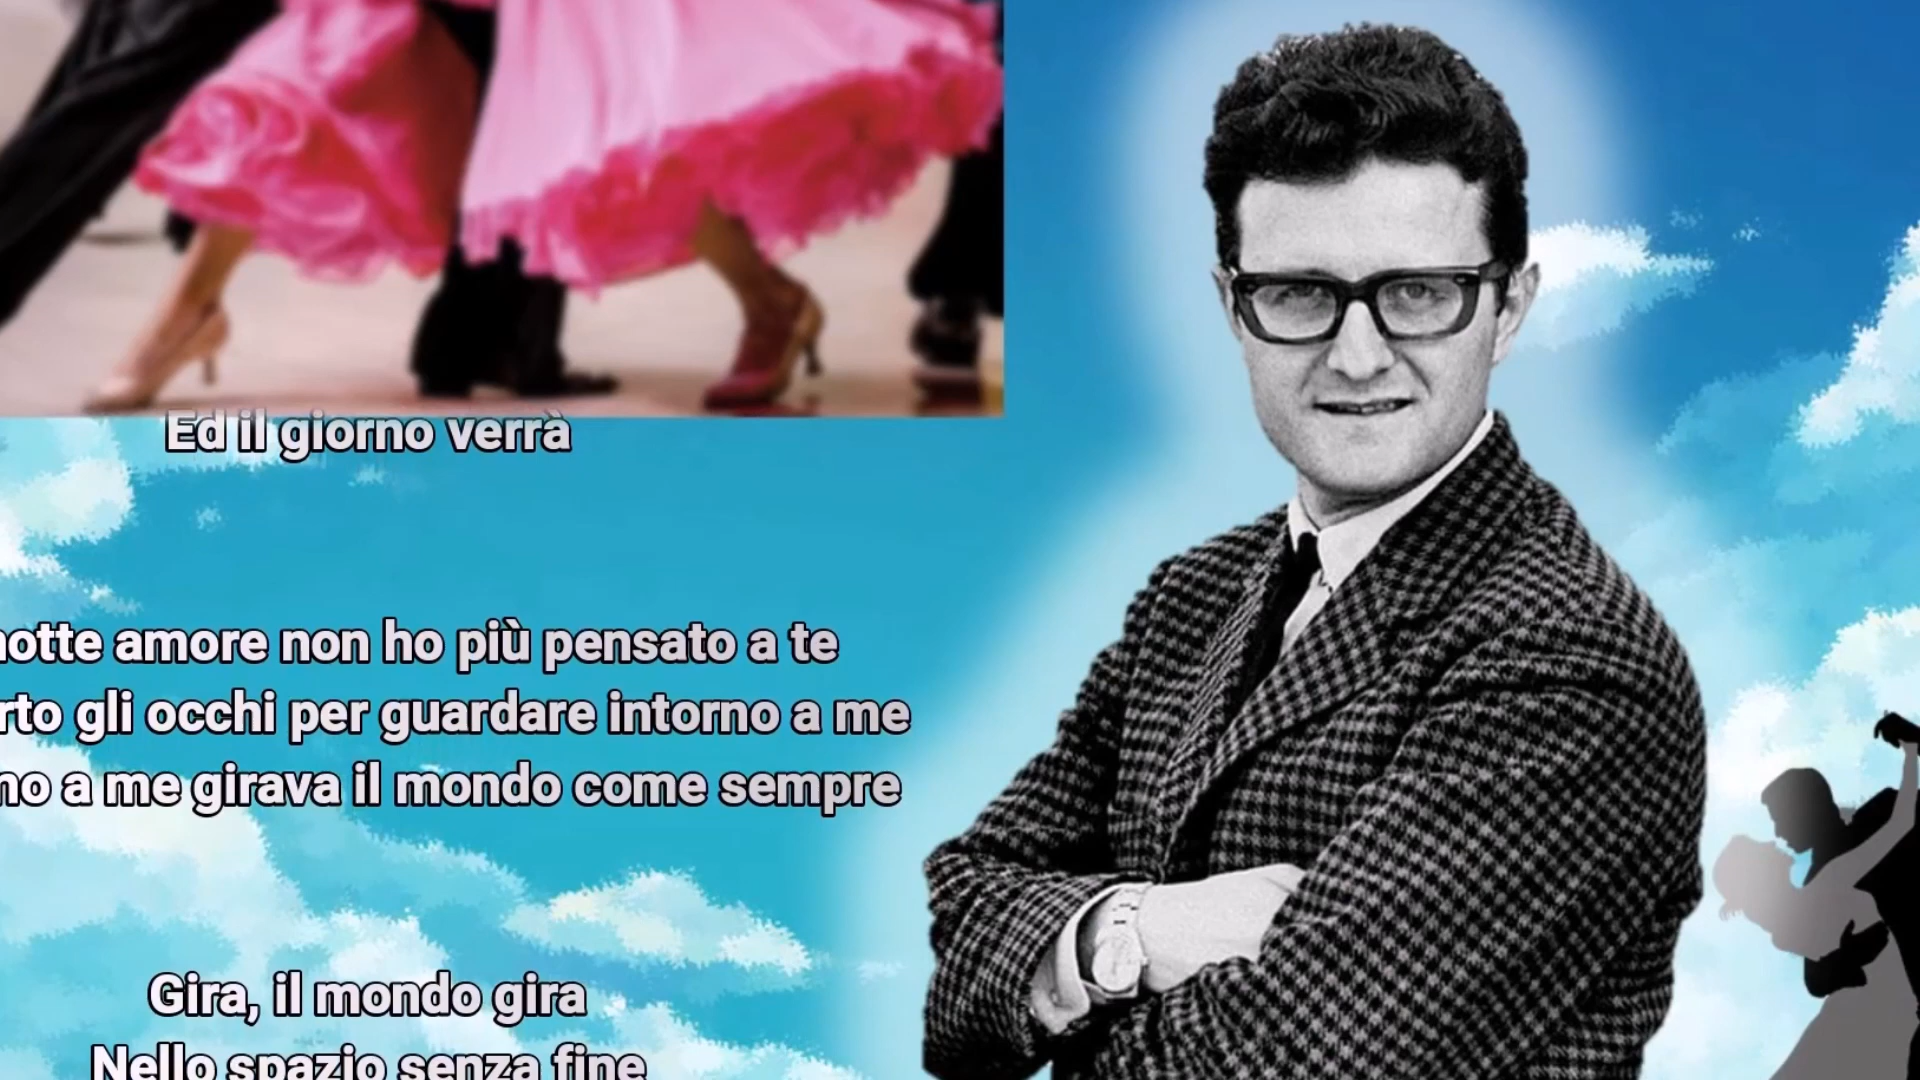 Ed il giorno verrà
notte amore non ho più pensato a te
rto gli occhi per guardare intorno a me
no a me girava il mondo come sempre
Gira, il mondo gira
Nello spazio senza fine